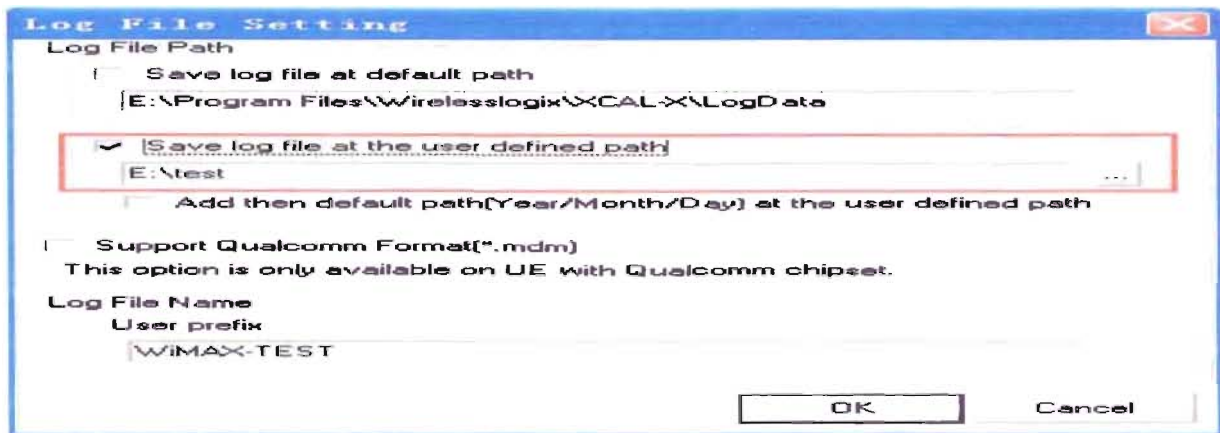 Log File Setting
Log File Path
Save log file at default path
E:\Program Files\Wirelesslogix\XCAL-X\LogData
Save log file at the user defined path
E:\test
...
Add then default path(Year/Month/Day) at the user defined path
Support Qualcomm Format(*.mdm)
This option is only available on UE with Qualcomm chipset.
Log File Name
User prefix
WiMAX-TEST
OK Cancel